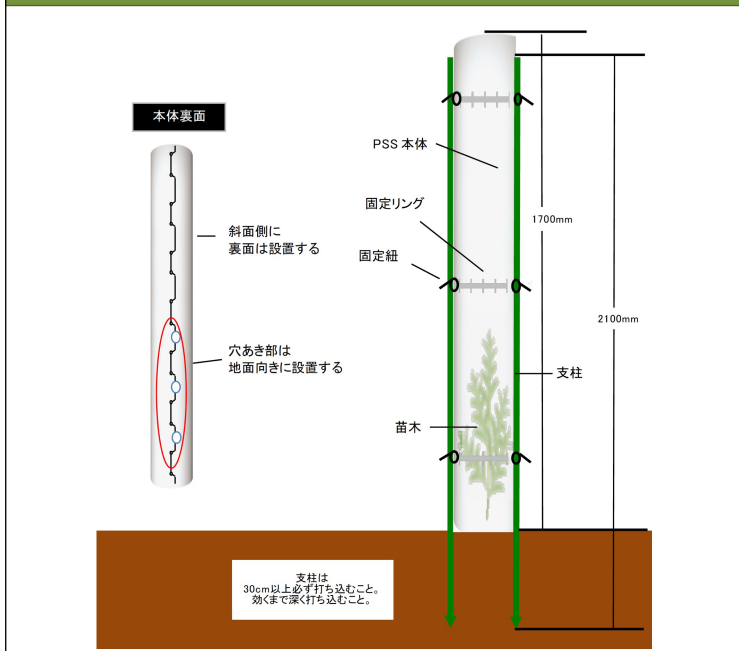 本体裏面
斜面側に
裏面は設置する
穴あき部は
地面向きに設置する
PSS 本体
固定リング
固定紐
1700mm
2100mm
支柱
苗木
支柱は
30cm以上必ず打ち込むこと。
効くまで深く打ち込むこと。